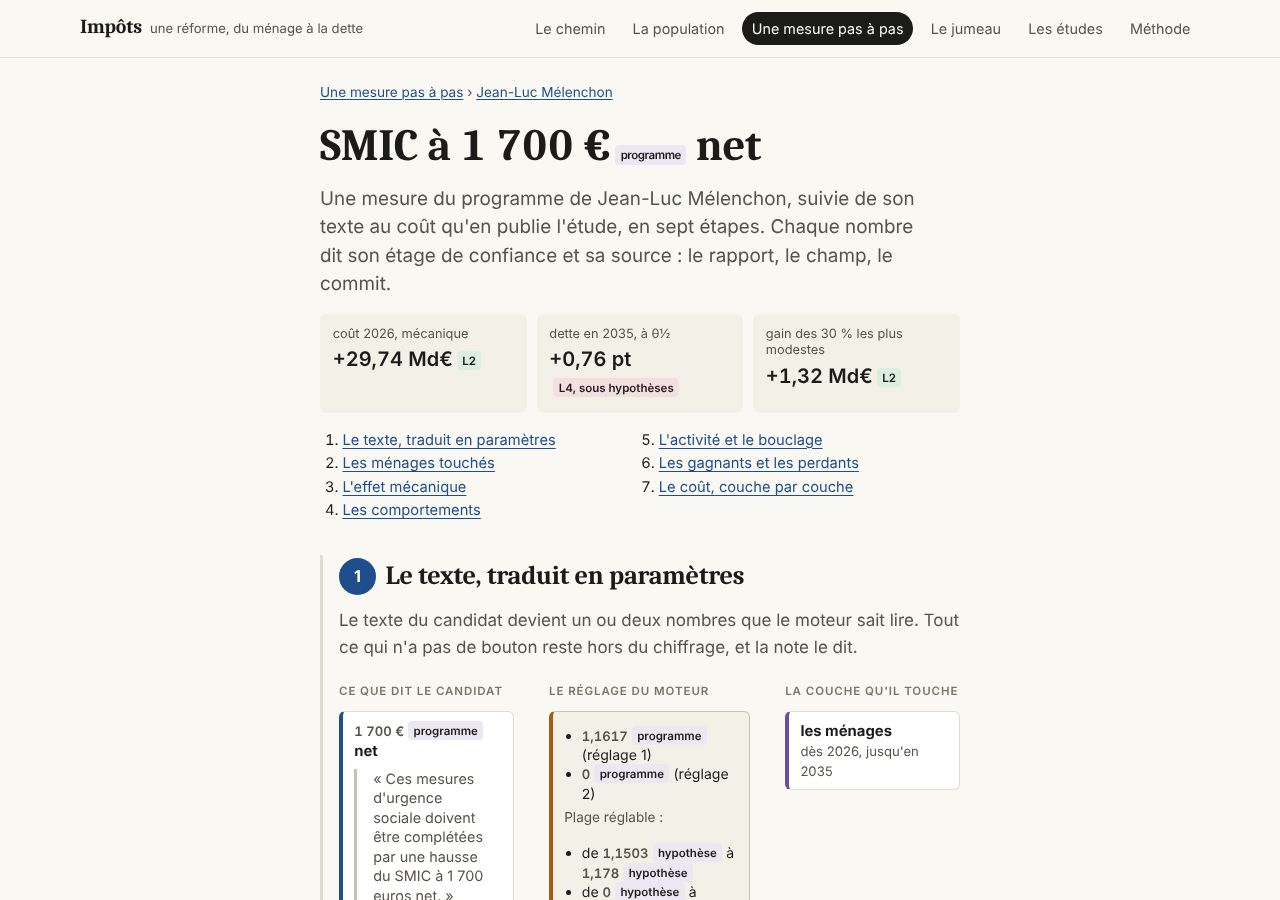 Impôts une réforme, du ménage à la dette
Le chemin
La population
Une mesure pas à pas
Le jumeau
Les études
Méthode
Une mesure pas à pas › Jean-Luc Mélenchon
SMIC à 1 700 € programme net
Une mesure du programme de Jean-Luc Mélenchon, suivie de son
texte au coût qu'en publie l'étude, en sept étapes. Chaque nombre
dit son étage de confiance et sa source : le rapport, le champ, le
commit.
coût 2026, mécanique
+29,74 Md€ L2
dette en 2035, à θ½
+0,76 pt
L4, sous hypothèses
gain des 30 % les plus
modestes
+1,32 Md€ L2
1. Le texte, traduit en paramètres
2. Les ménages touchés
3. L'effet mécanique
4. Les comportements
5. L'activité et le bouclage
6. Les gagnants et les perdants
7. Le coût, couche par couche
1 Le texte, traduit en paramètres
Le texte du candidat devient un ou deux nombres que le moteur sait lire. Tout
ce qui n'a pas de bouton reste hors du chiffrage, et la note le dit.
CE QUE DIT LE CANDIDAT
1 700 € programme
net
« Ces mesures
d'urgence
sociale doivent
être complétées
par une hausse
du SMIC à 1 700
euros net. »
LE RÉGLAGE DU MOTEUR
• 1,1617 programme
(réglage 1)
• 0 programme (réglage
2)
Plage réglable :
• de 1,1503 hypothèse à
1,178 hypothèse
• de 0 hypothèse à
LA COUCHE QU'IL TOUCHE
les ménages
dès 2026, jusqu'en
2035